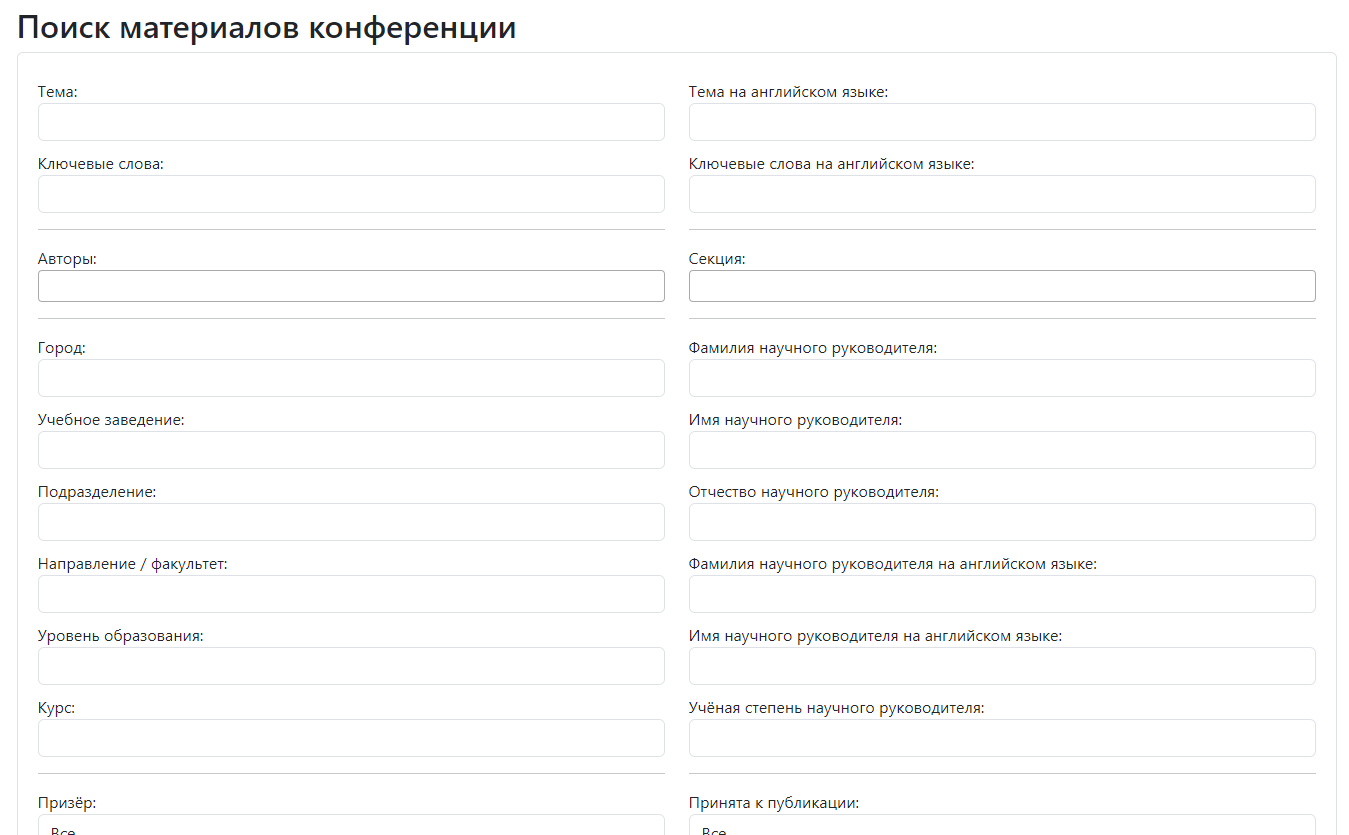 Поиск материалов конференции
Тема:
Тема на английском языке:
Ключевые слова:
Ключевые слова на английском языке:
Авторы:
Секция:
Город:
Фамилия научного руководителя:
Учебное заведение:
Имя научного руководителя:
Подразделение:
Отчество научного руководителя:
Направление / факультет:
Фамилия научного руководителя на английском языке:
Уровень образования:
Имя научного руководителя на английском языке:
Курс:
Учёная степень научного руководителя:
Призёр:
Принята к публикации:
Все
Все